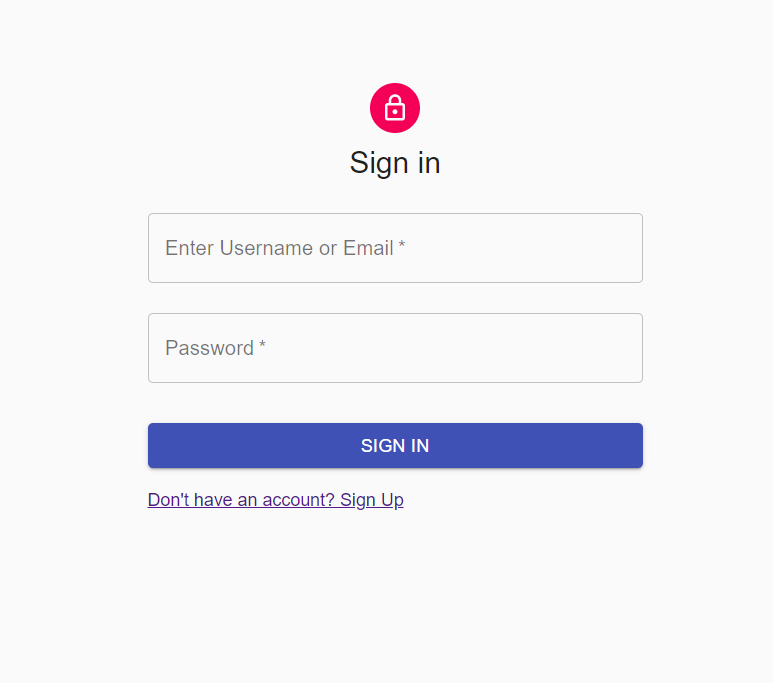 Sign in
Enter Username or Email *
Password *
SIGN IN
Don't have an account? Sign Up